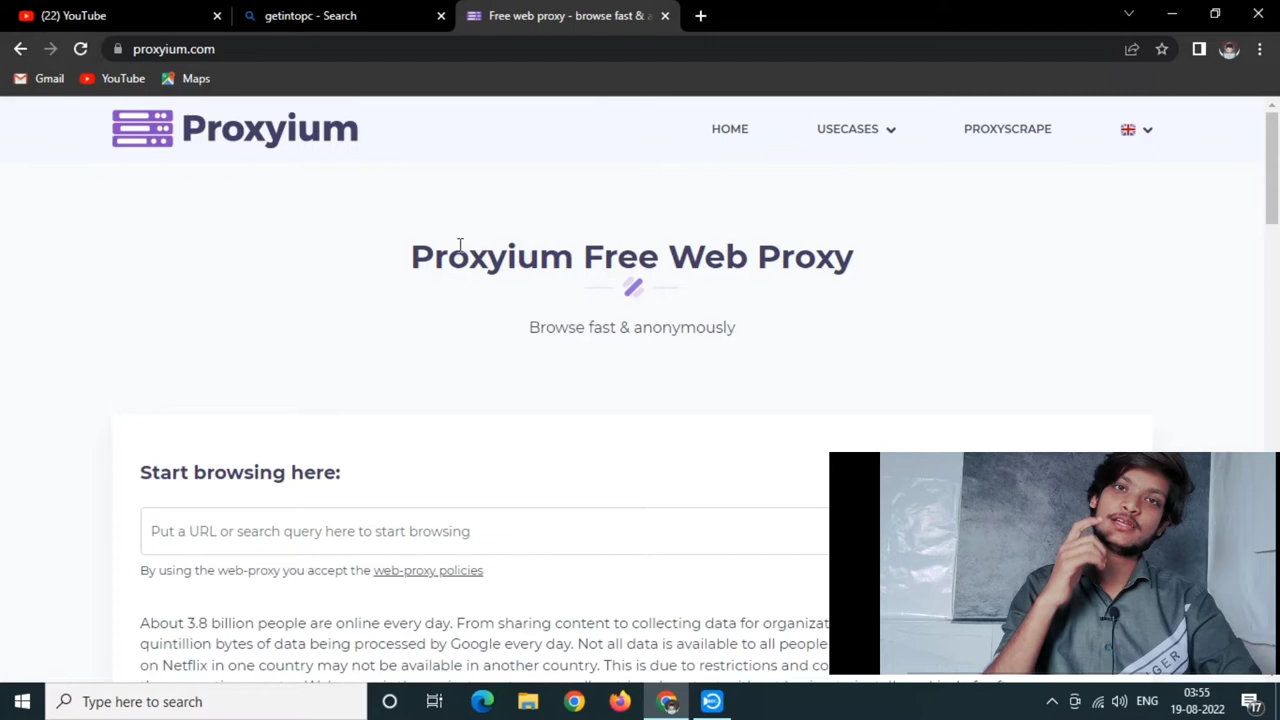 (22) YouTube
getintopc - Search
Free web proxy - browse fast & a
proxyium.com
Gmail
YouTube
Maps
Proxyium
HOME
USECASES
PROXYSCRAPE
Proxyium Free Web Proxy
Browse fast & anonymously
Start browsing here:
Put a URL or search query here to start browsing
By using the web-proxy you accept the web-proxy policies
About 3.8 billion people are online every day. From sharing content to collecting data for organizat
quintillion bytes of data being processed by Google every day. Not all data is available to all people
on Netflix in one country may not be available in another country. This is due to restrictions and co
GER
Type here to search
ENG
03:55
19-08-2022
17